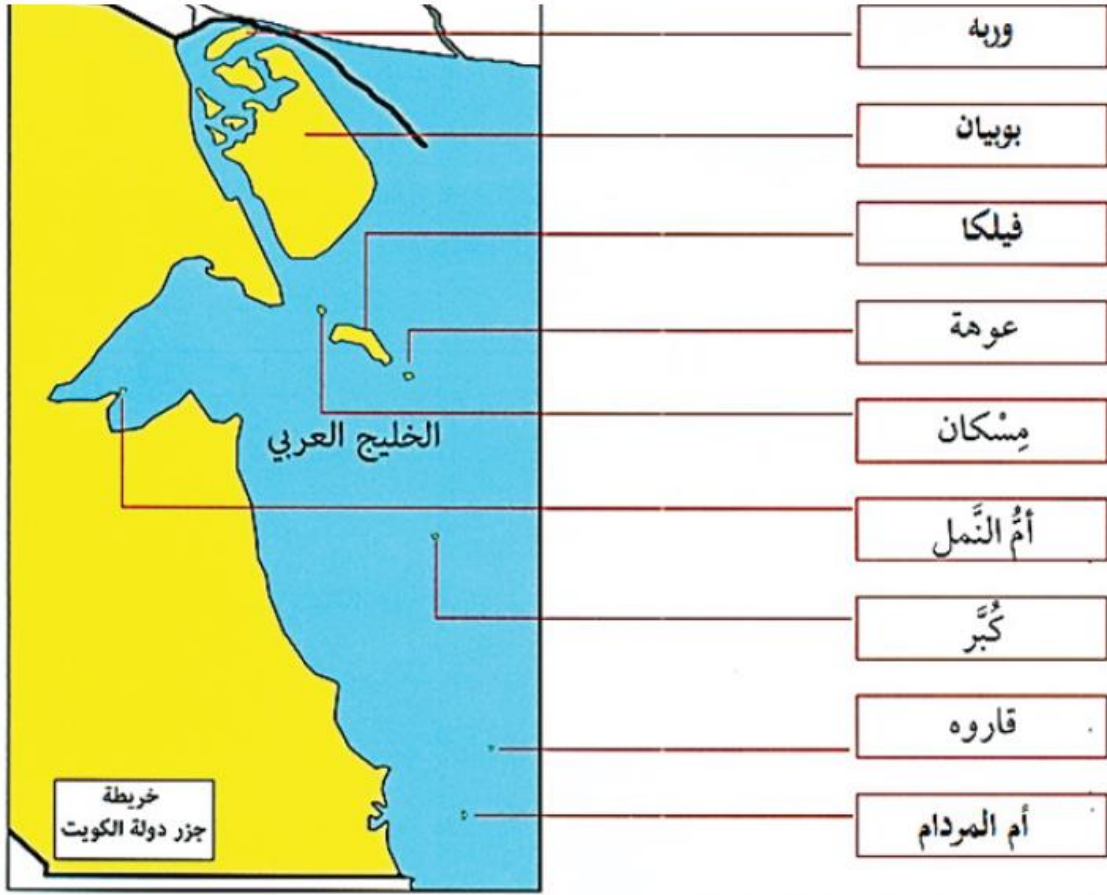 وربه
بوبيان
فيلكا
عوهة
مِسْكان
الخليج العربي
أمُّ النَّمل
كُبَّر
قاروه
أم المردام
خريطة
جزر دولة الكويت